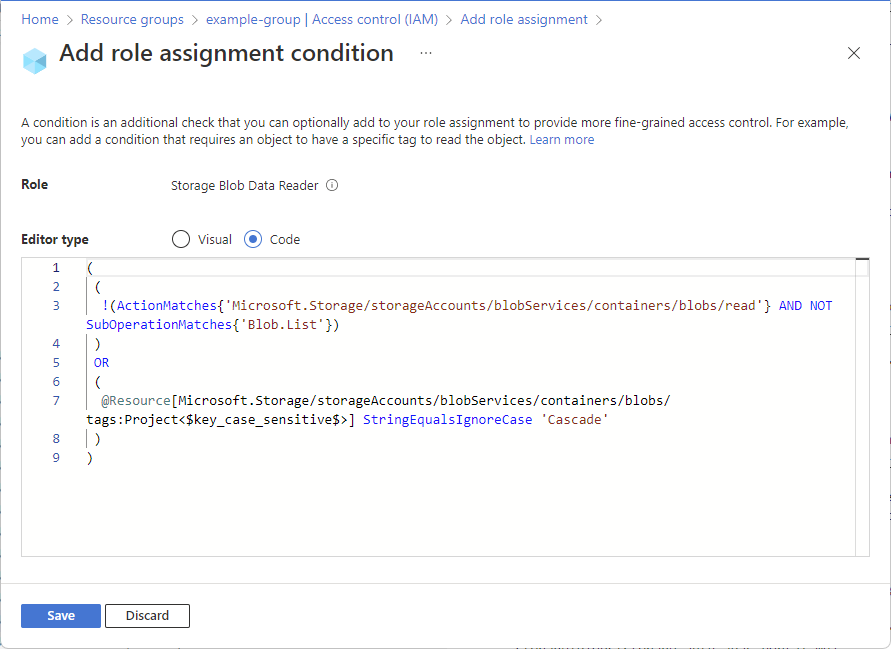 Home > Resource groups > example-group | Access control (IAM) > Add role assignment >
Add role assignment condition ...
A condition is an additional check that you can optionally add to your role assignment to provide more fine-grained access control. For example,
you can add a condition that requires an object to have a specific tag to read the object. Learn more
Role Storage Blob Data Reader
Editor type Visual Code
1 (
2 (
3 !(ActionMatches{'Microsoft.Storage/storageAccounts/blobServices/containers/blobs/read'} AND NOT
SubOperationMatches{'Blob.List'})
4 )
5 OR
6 (
7 @Resource[Microsoft.Storage/storageAccounts/blobServices/containers/blobs/
tags:Project<$key_case_sensitive$>] StringEqualsIgnoreCase 'Cascade'
8 )
9 )
Save Discard